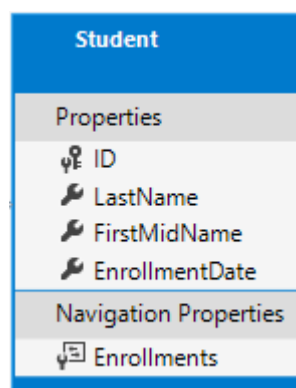 Student
Properties
ID
LastName
FirstMidName
EnrollmentDate
Navigation Properties
Enrollments